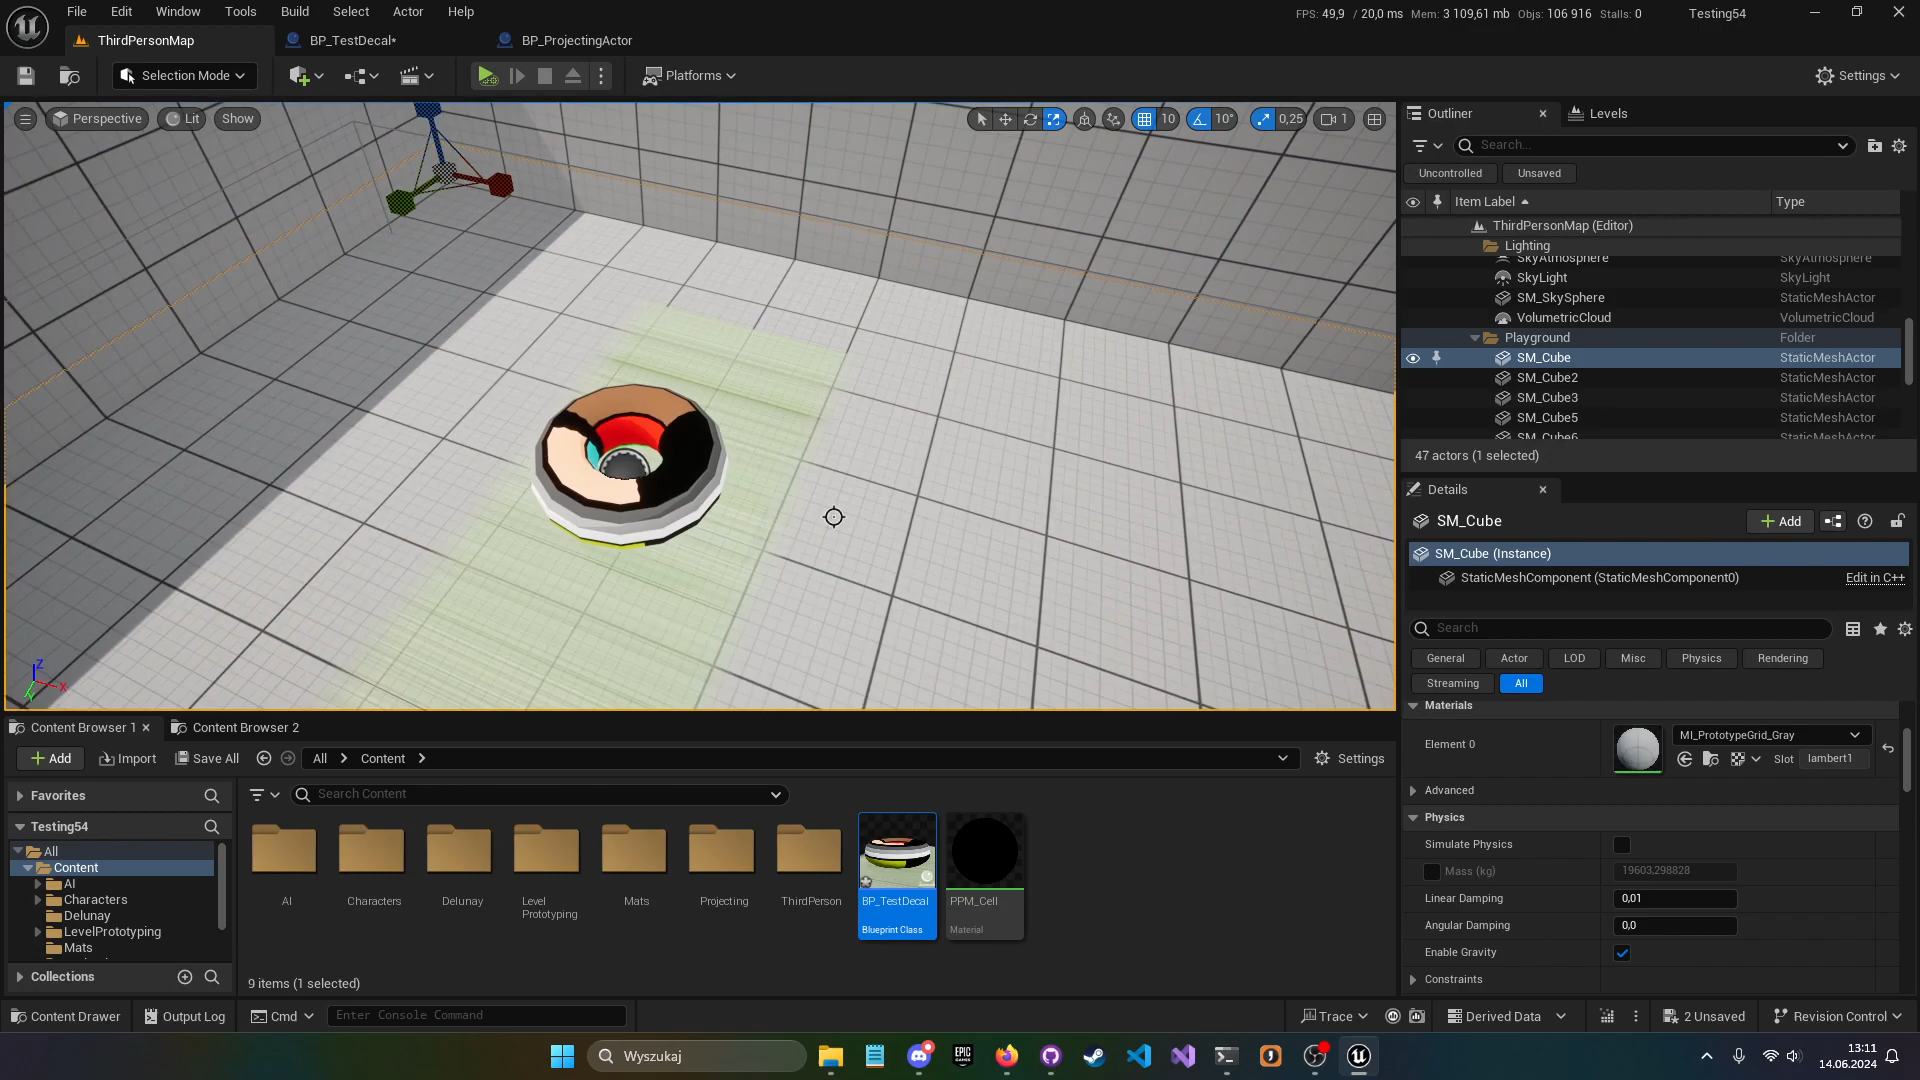 File Edit Window Tools Build Select Actor Help
FPS: 49,9 / 20,0 ms Mem: 3 109,61 mb Objs: 106 916 Stalls: 0
Testing54
ThirdPersonMap
BP_TestDecal*
BP_ProjectingActor
Selection Mode
Platforms
Settings
Perspective
Lit
Show
10
10°
0,25
1
Z
X
Y
Outliner
Levels
Search...
Uncontrolled
Unsaved
Item Label
Type
ThirdPersonMap (Editor)
Lighting
SkyAtmosphere SkyAtmosphere
SkyLight SkyLight
SM_SkySphere StaticMeshActor
VolumetricCloud VolumetricCloud
Playground Folder
SM_Cube StaticMeshActor
SM_Cube2 StaticMeshActor
SM_Cube3 StaticMeshActor
SM_Cube5 StaticMeshActor
SM_Cube6 StaticMeshActor
47 actors (1 selected)
Details
SM_Cube
Add
SM_Cube (Instance)
StaticMeshComponent (StaticMeshComponent0)
Edit in C++
Search
General Actor LOD Misc Physics Rendering
Streaming All
Materials
Element 0
MI_PrototypeGrid_Gray
Slot lambert1
Advanced
Physics
Simulate Physics
Mass (kg) 19603,298828
Linear Damping 0,01
Angular Damping 0,0
Enable Gravity
Constraints
Content Browser 1
Content Browser 2
Add Import Save All All Content
Settings
Favorites
Search Content
Testing54
All
Content
AI
Characters
Delunay
LevelPrototyping
Mats
Collections
AI
Characters
Delunay
Level
Prototyping
Mats
Projecting
ThirdPerson
BP_TestDecal
Blueprint Class
PPM_Cell
Material
9 items (1 selected)
Content Drawer
Output Log
Cmd
Enter Console Command
Trace
Derived Data
2 Unsaved
Revision Control
Wyszukaj
EPIC
GAMES
13:11
14.06.2024